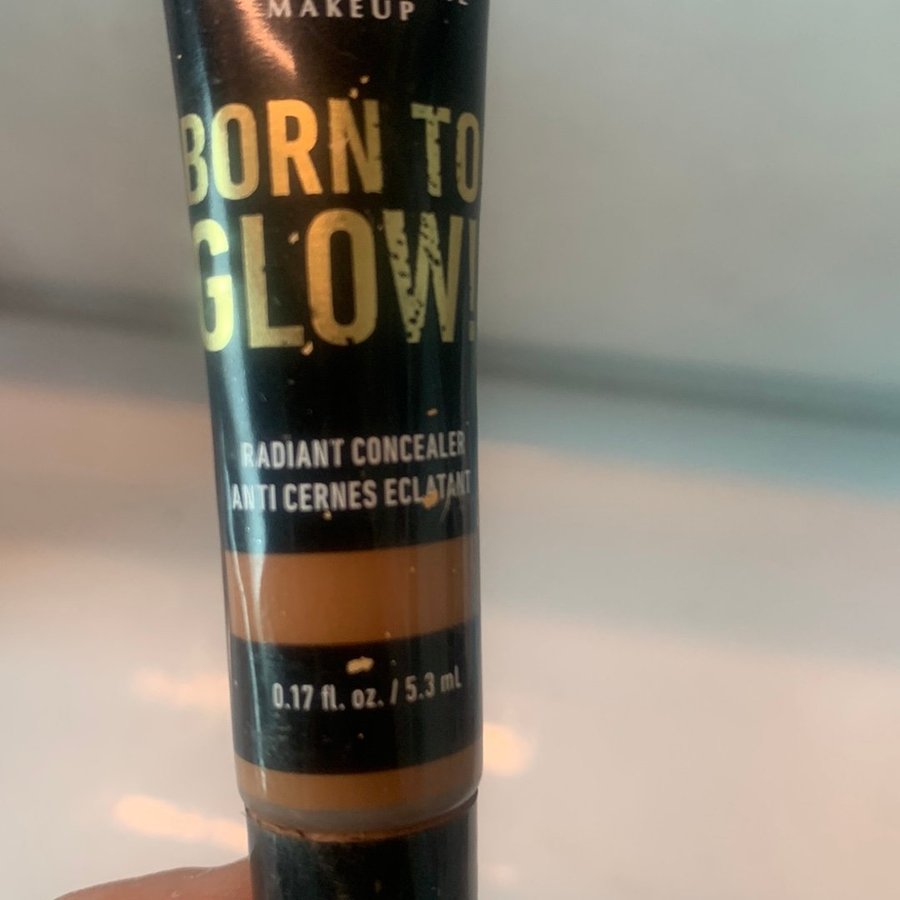 MAKEUP
BORN TO
GLOW!
RADIANT CONCEALER
ANTI CERNES ECLATANT
0.17 fl. oz. / 5.3 mL